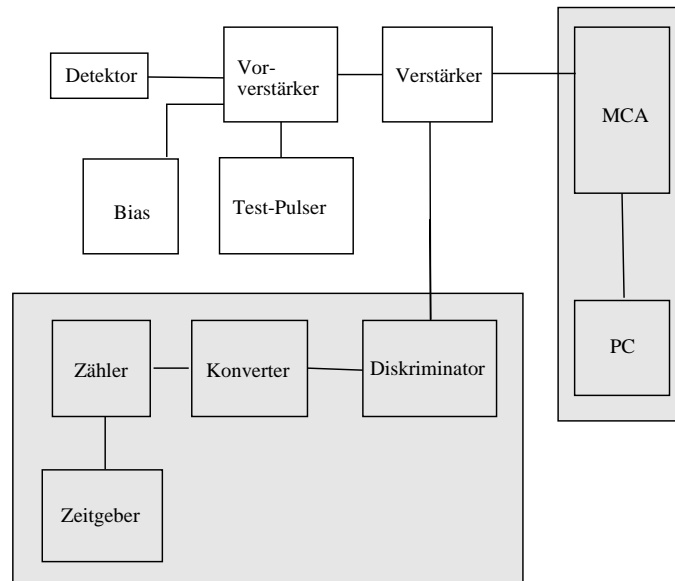 Detektor
Vor-
verstärker
Verstärker
MCA
Bias
Test-Pulser
Zähler
Konverter
Diskriminator
PC
Zeitgeber